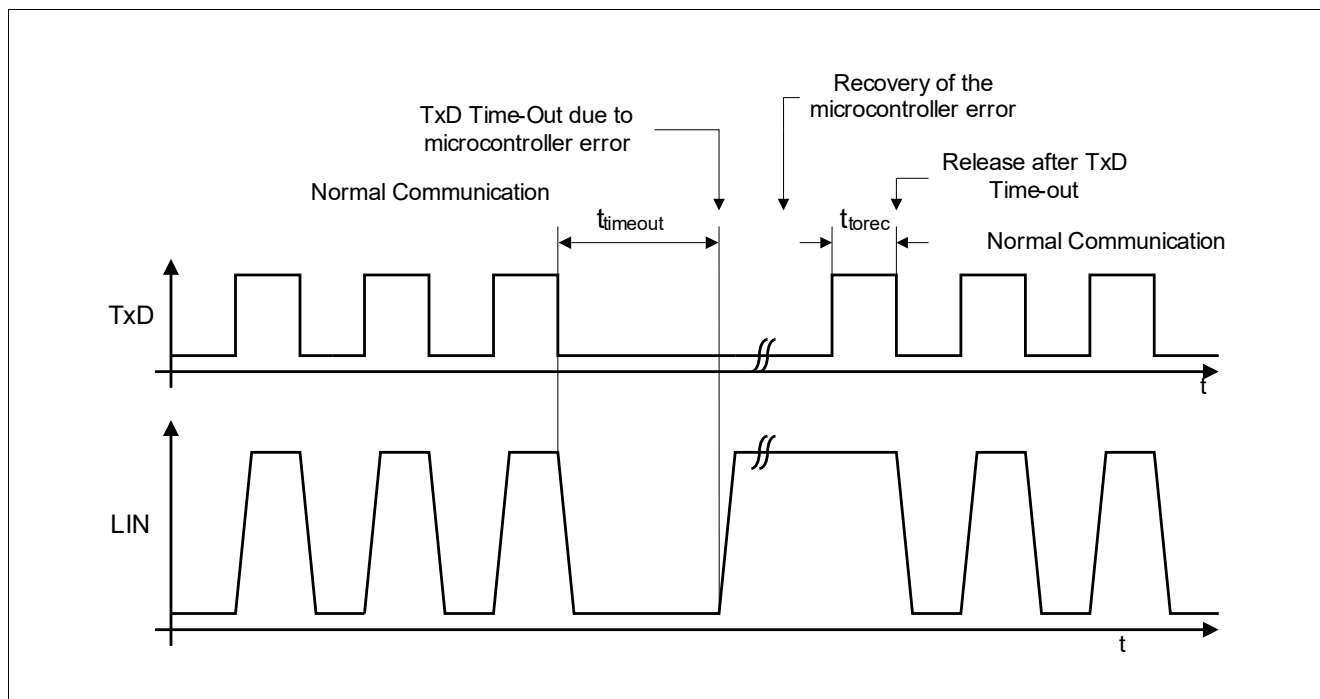 Recovery of the
microcontroller error
TxD Time-Out due to
microcontroller error
Release after TxD
Time-out
Normal Communication
ttimeout
ttorec
Normal Communication
TxD
t
LIN
t